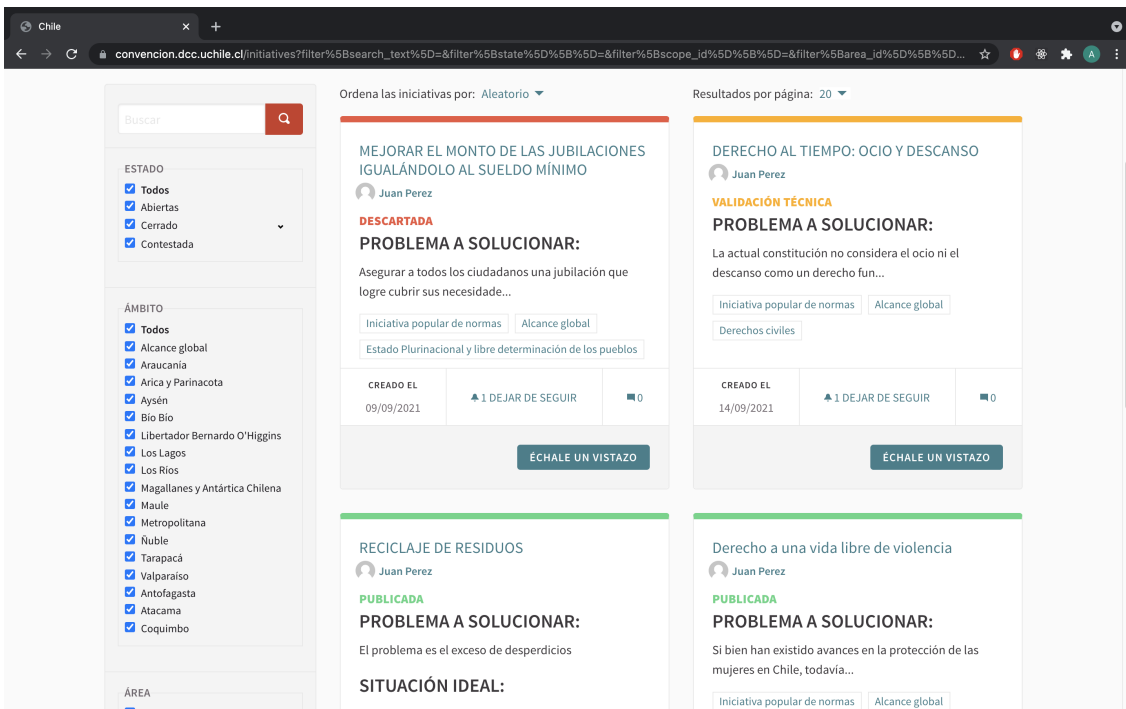 Chile
convencion.dcc.uchile.cl/initiatives?filter%5Bsearch_text%5D=&filter%5Bstate%5D%5B%5D=&filter%5Bscope_id%5D%5B%5D=&filter%5Barea_id%5D%5B%5D...
A
Buscar
ESTADO
Todos
Abiertas
Cerrado
Contestada
ÁMBITO
Todos
Alcance global
Araucanía
Arica y Parinacota
Aysén
Bío Bío
Libertador Bernardo O'Higgins
Los Lagos
Los Ríos
Magallanes y Antártica Chilena
Maule
Metropolitana
Ñuble
Tarapacá
Valparaíso
Antofagasta
Atacama
Coquimbo
ÁREA
Ordena las iniciativas por: Aleatorio
Resultados por página: 20
MEJORAR EL MONTO DE LAS JUBILACIONES
IGUALÁNDOLO AL SUELDO MÍNIMO
Juan Perez
DESCARTADA
PROBLEMA A SOLUCIONAR:
Asegurar a todos los ciudadanos una jubilación que
logre cubrir sus necesidade...
Iniciativa popular de normas Alcance global
Estado Plurinacional y libre determinación de los pueblos
CREADO EL
09/09/2021
1 DEJAR DE SEGUIR
0
ÉCHALE UN VISTAZO
DERECHO AL TIEMPO: OCIO Y DESCANSO
Juan Perez
VALIDACIÓN TÉCNICA
PROBLEMA A SOLUCIONAR:
La actual constitución no considera el ocio ni el
descanso como un derecho fun...
Iniciativa popular de normas Alcance global
Derechos civiles
CREADO EL
14/09/2021
1 DEJAR DE SEGUIR
0
ÉCHALE UN VISTAZO
RECICLAJE DE RESIDUOS
Juan Perez
PUBLICADA
PROBLEMA A SOLUCIONAR:
El problema es el exceso de desperdicios
SITUACIÓN IDEAL:
Derecho a una vida libre de violencia
Juan Perez
PUBLICADA
PROBLEMA A SOLUCIONAR:
Si bien han existido avances en la protección de las
mujeres en Chile, todavía...
Iniciativa popular de normas Alcance global